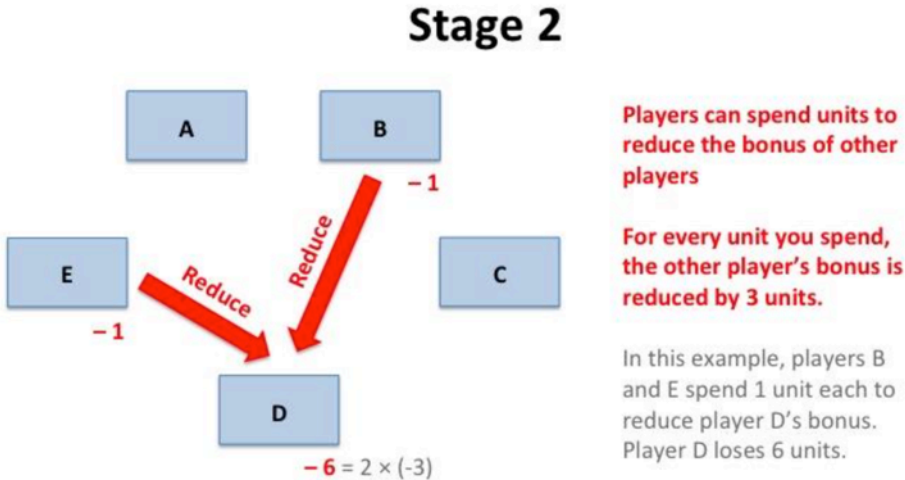 Stage 2
A
B
– 1
Reduce
Reduce
E
– 1
C
D
– 6 = 2 × (-3)
Players can spend units to
reduce the bonus of other
players
For every unit you spend,
the other player's bonus is
reduced by 3 units.
In this example, players B
and E spend 1 unit each to
reduce player D's bonus.
Player D loses 6 units.